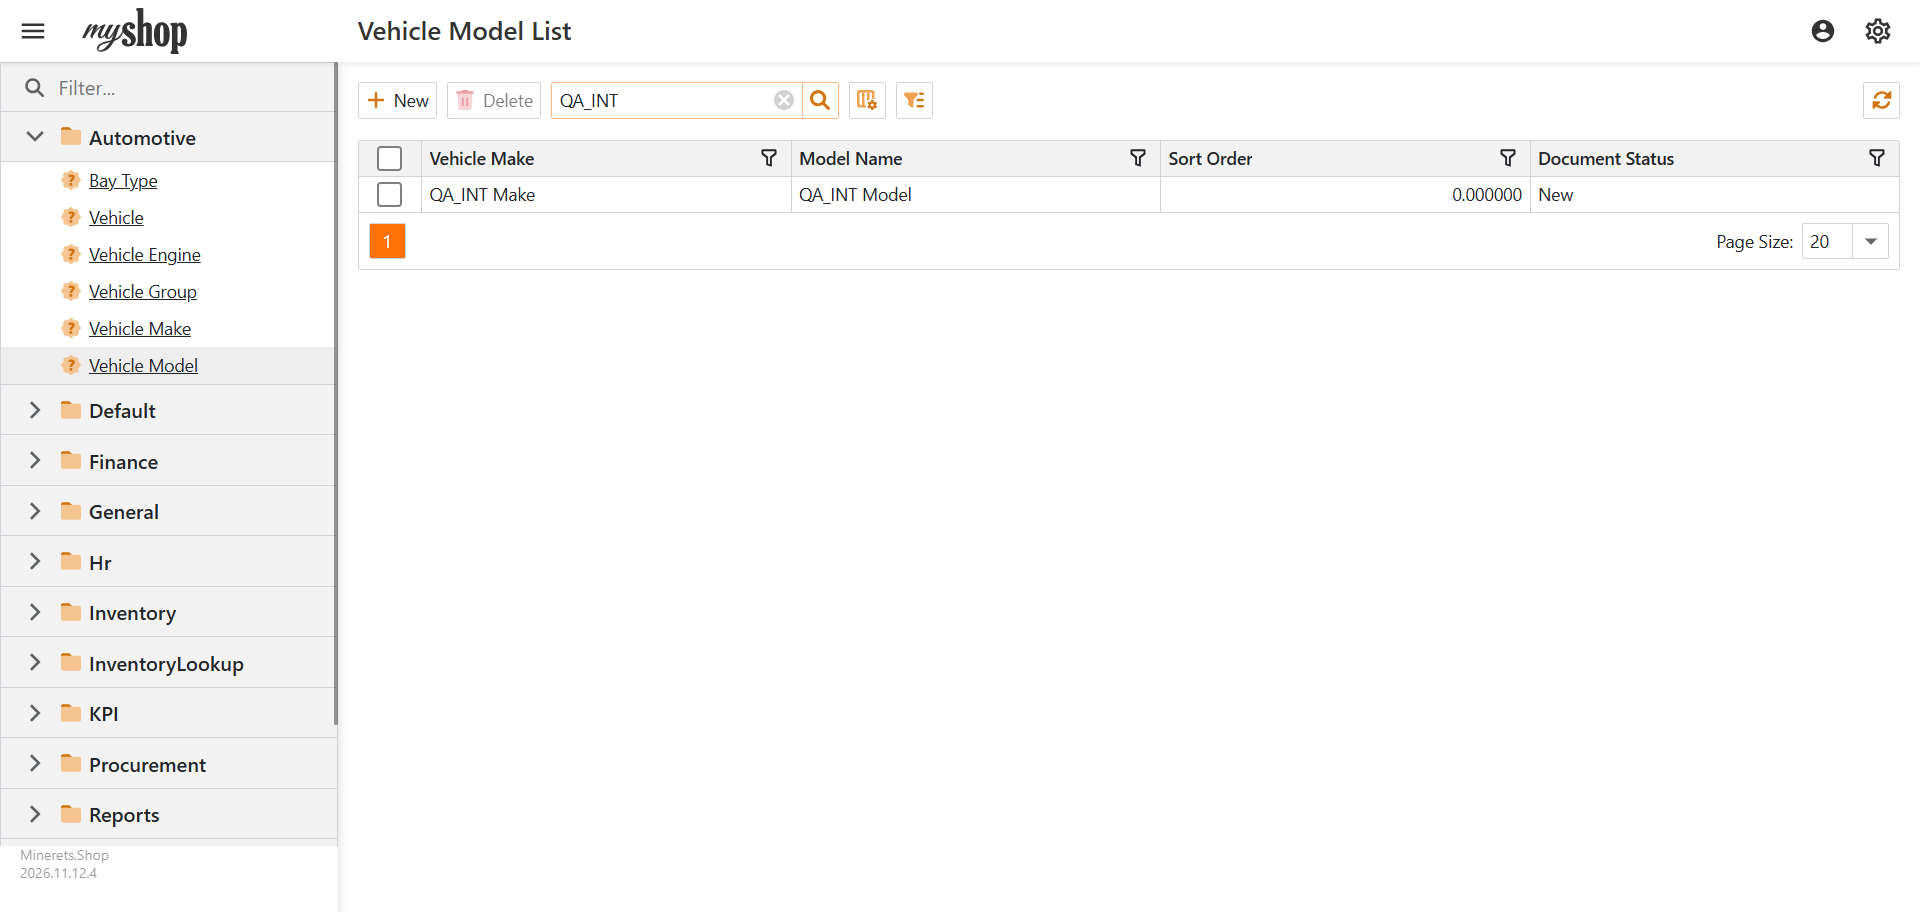 myshop
Vehicle Model List
Filter...
New
Delete
QA_INT
Automotive
Bay Type
Vehicle
Vehicle Engine
Vehicle Group
Vehicle Make
Vehicle Model
Default
Finance
General
Hr
Inventory
InventoryLookup
KPI
Procurement
Reports
Minerets.Shop
2026.11.12.4
Vehicle Make
Model Name
Sort Order
Document Status
QA_INT Make
QA_INT Model
0.000000
New
1
Page Size:
20